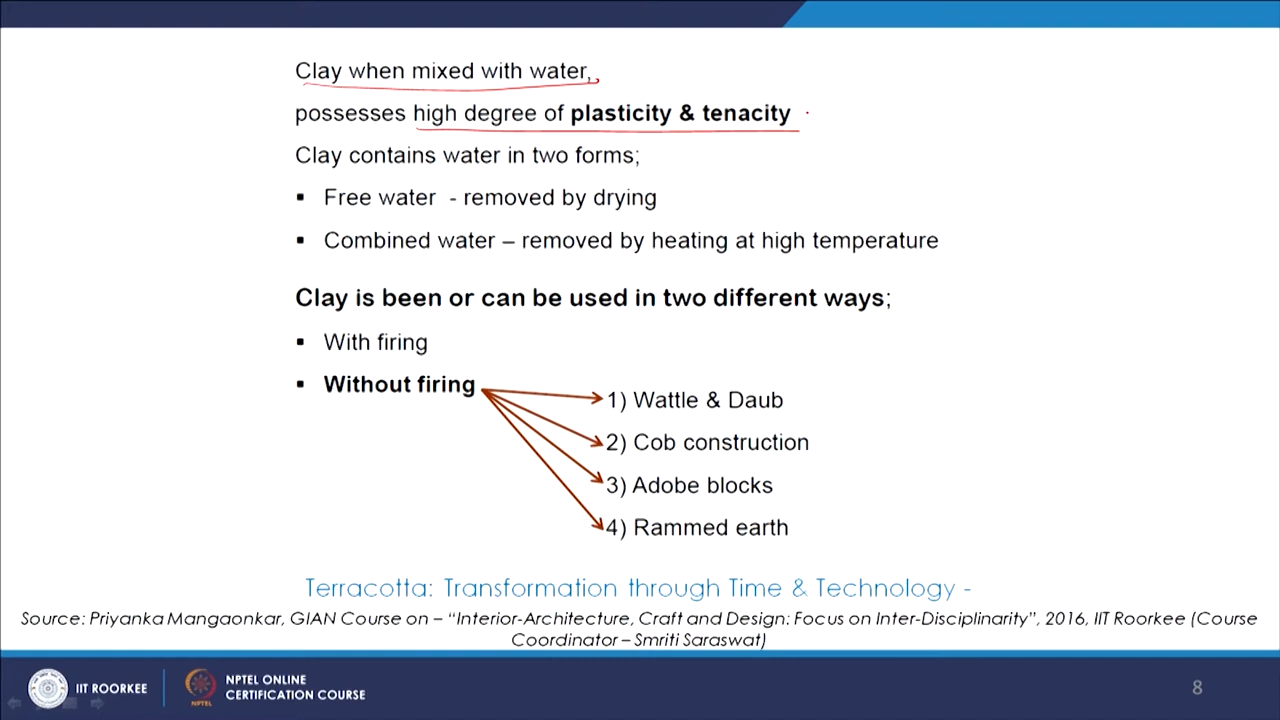 Clay when mixed with water,
possesses high degree of plasticity & tenacity
Clay contains water in two forms;
▪ Free water - removed by drying
▪ Combined water – removed by heating at high temperature
Clay is been or can be used in two different ways;
▪ With firing
▪ Without firing
1) Wattle & Daub
2) Cob construction
3) Adobe blocks
4) Rammed earth
Terracotta: Transformation through Time & Technology -
Source: Priyanka Mangaonkar, GIAN Course on – “Interior-Architecture, Craft and Design: Focus on Inter-Disciplinarity”, 2016, IIT Roorkee (Course
Coordinator – Smriti Saraswat)
IIT ROORKEE
NPTEL
NPTEL ONLINE
CERTIFICATION COURSE
8